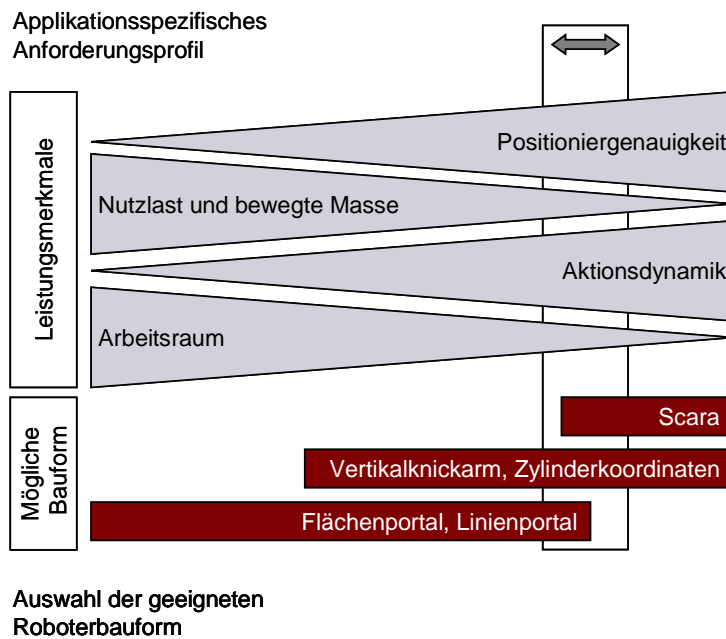 Applikationsspezifisches
Anforderungsprofil
Leistungsmerkmale
Positioniergenauigkeit
Nutzlast und bewegte Masse
Aktionsdynamik
Arbeitsraum
Mögliche
Bauform
Scara
Vertikalknickarm, Zylinderkoordinaten
Flächenportal, Linienportal
Auswahl der geeigneten
Roboterbauform